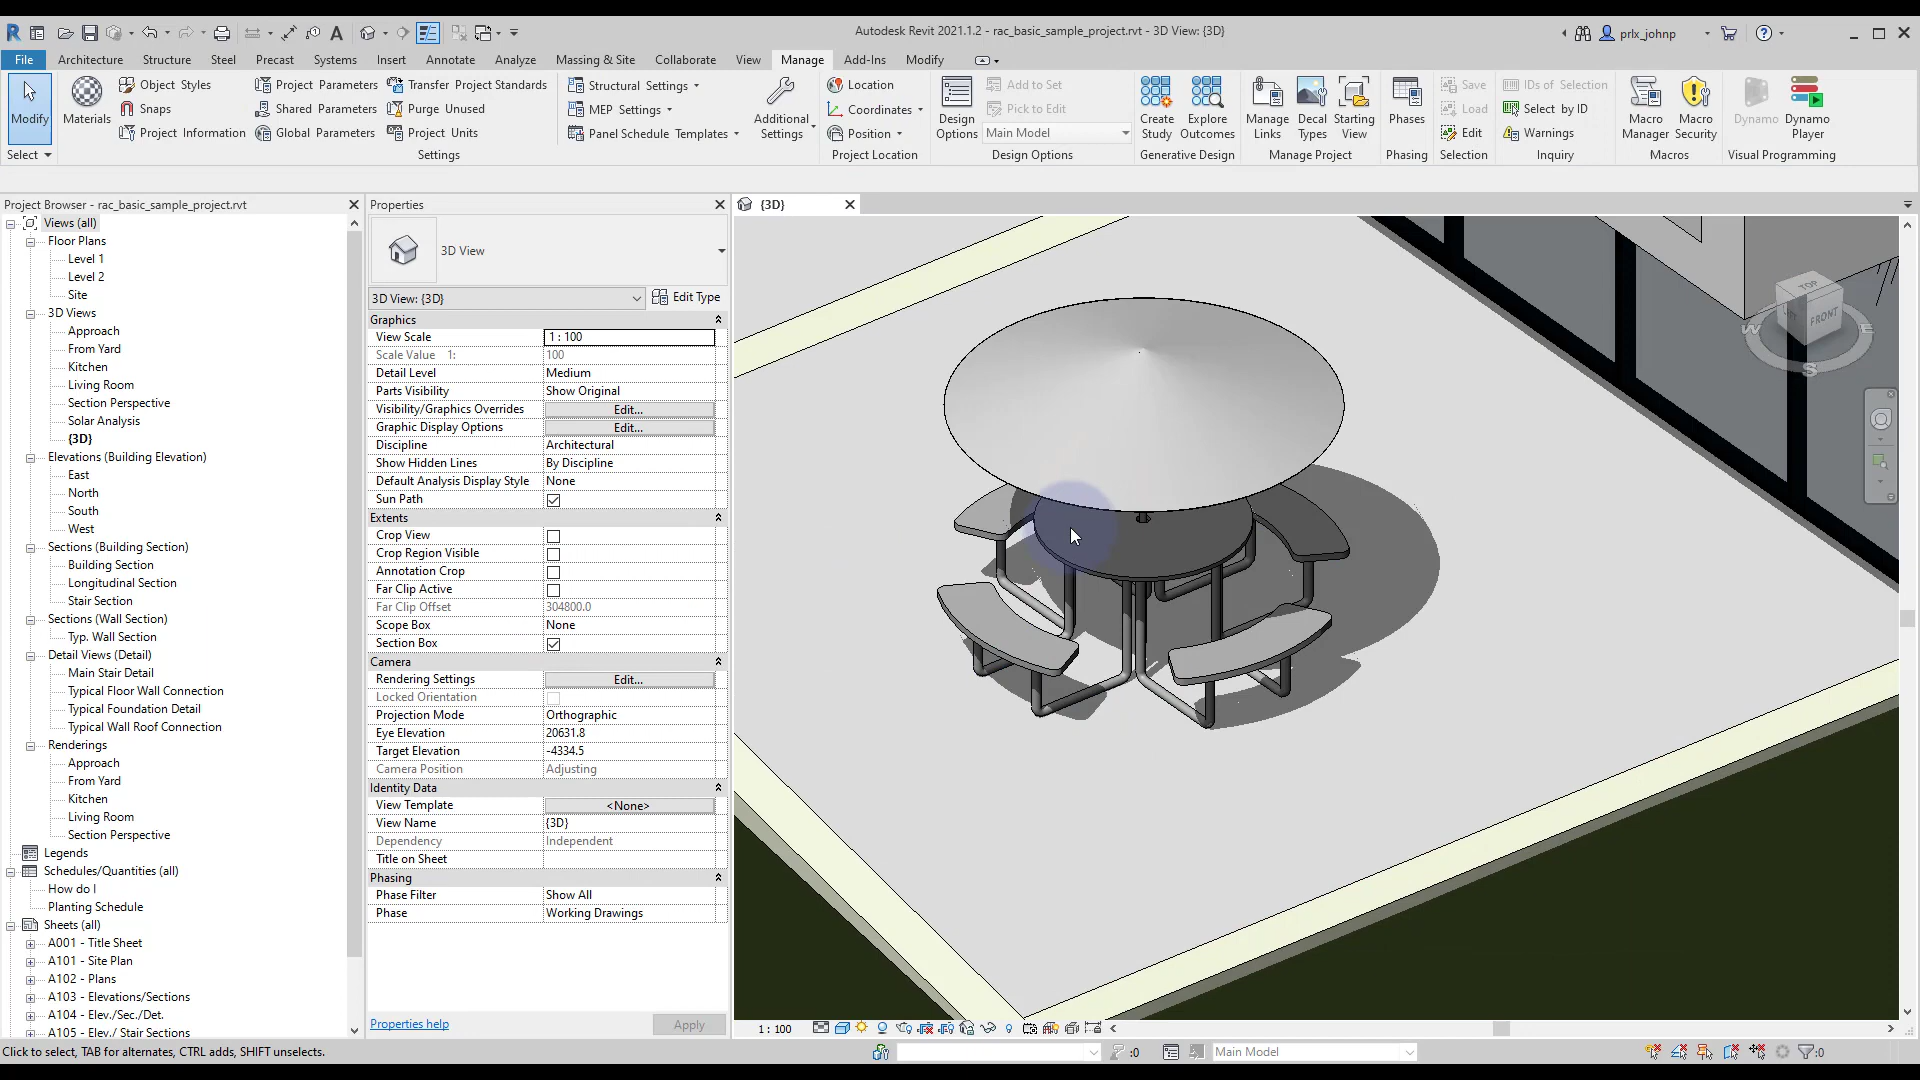 Autodesk Revit 2021.1.2 - rac_basic_sample_project.rvt - 3D View: {3D}
prlx_johnp
File Architecture Structure Steel Precast Systems Insert Annotate Analyze Massing & Site Collaborate View Manage Add-Ins Modify
Modify
Select
Materials
Object Styles
Snaps
Project Information
Project Parameters
Shared Parameters
Global Parameters
Transfer Project Standards
Purge Unused
Project Units
Settings
Structural Settings
MEP Settings
Panel Schedule Templates
Additional Settings
Location
Coordinates
Position
Project Location
Design Options
Add to Set
Pick to Edit
Main Model
Design Options
Create Study
Explore Outcomes
Generative Design
Manage Links
Decal Types
Starting View
Manage Project
Phases
Phasing
Save
Load
Edit
Selection
IDs of Selection
Select by ID
Warnings
Inquiry
Macro Manager
Macro Security
Macros
Dynamo
Dynamo Player
Visual Programming
Project Browser - rac_basic_sample_project.rvt
Views (all)
Floor Plans
Level 1
Level 2
Site
3D Views
Approach
From Yard
Kitchen
Living Room
Section Perspective
Solar Analysis
{3D}
Elevations (Building Elevation)
East
North
South
West
Sections (Building Section)
Building Section
Longitudinal Section
Stair Section
Sections (Wall Section)
Typ. Wall Section
Detail Views (Detail)
Main Stair Detail
Typical Floor Wall Connection
Typical Foundation Detail
Typical Wall Roof Connection
Renderings
Approach
From Yard
Kitchen
Living Room
Section Perspective
Legends
Schedules/Quantities (all)
How do I
Planting Schedule
Sheets (all)
A001 - Title Sheet
A101 - Site Plan
A102 - Plans
A103 - Elevations/Sections
A104 - Elev./Sec./Det.
A105 - Elev./ Stair Sections
Properties
3D View
3D View: {3D}
Edit Type
Graphics
View Scale 1 : 100
Scale Value 1: 100
Detail Level Medium
Parts Visibility Show Original
Visibility/Graphics Overrides Edit...
Graphic Display Options Edit...
Discipline Architectural
Show Hidden Lines By Discipline
Default Analysis Display Style None
Sun Path
Extents
Crop View
Crop Region Visible
Annotation Crop
Far Clip Active
Far Clip Offset 304800.0
Scope Box None
Section Box
Camera
Rendering Settings Edit...
Locked Orientation
Projection Mode Orthographic
Eye Elevation 20631.8
Target Elevation -4334.5
Camera Position Adjusting
Identity Data
View Template <None>
View Name {3D}
Dependency Independent
Title on Sheet
Phasing
Phase Filter Show All
Phase Working Drawings
Properties help
Apply
{3D}
TOP
FRONT
W
E
S
1 : 100
Click to select, TAB for alternates, CTRL adds, SHIFT unselects.
:0
Main Model
:0